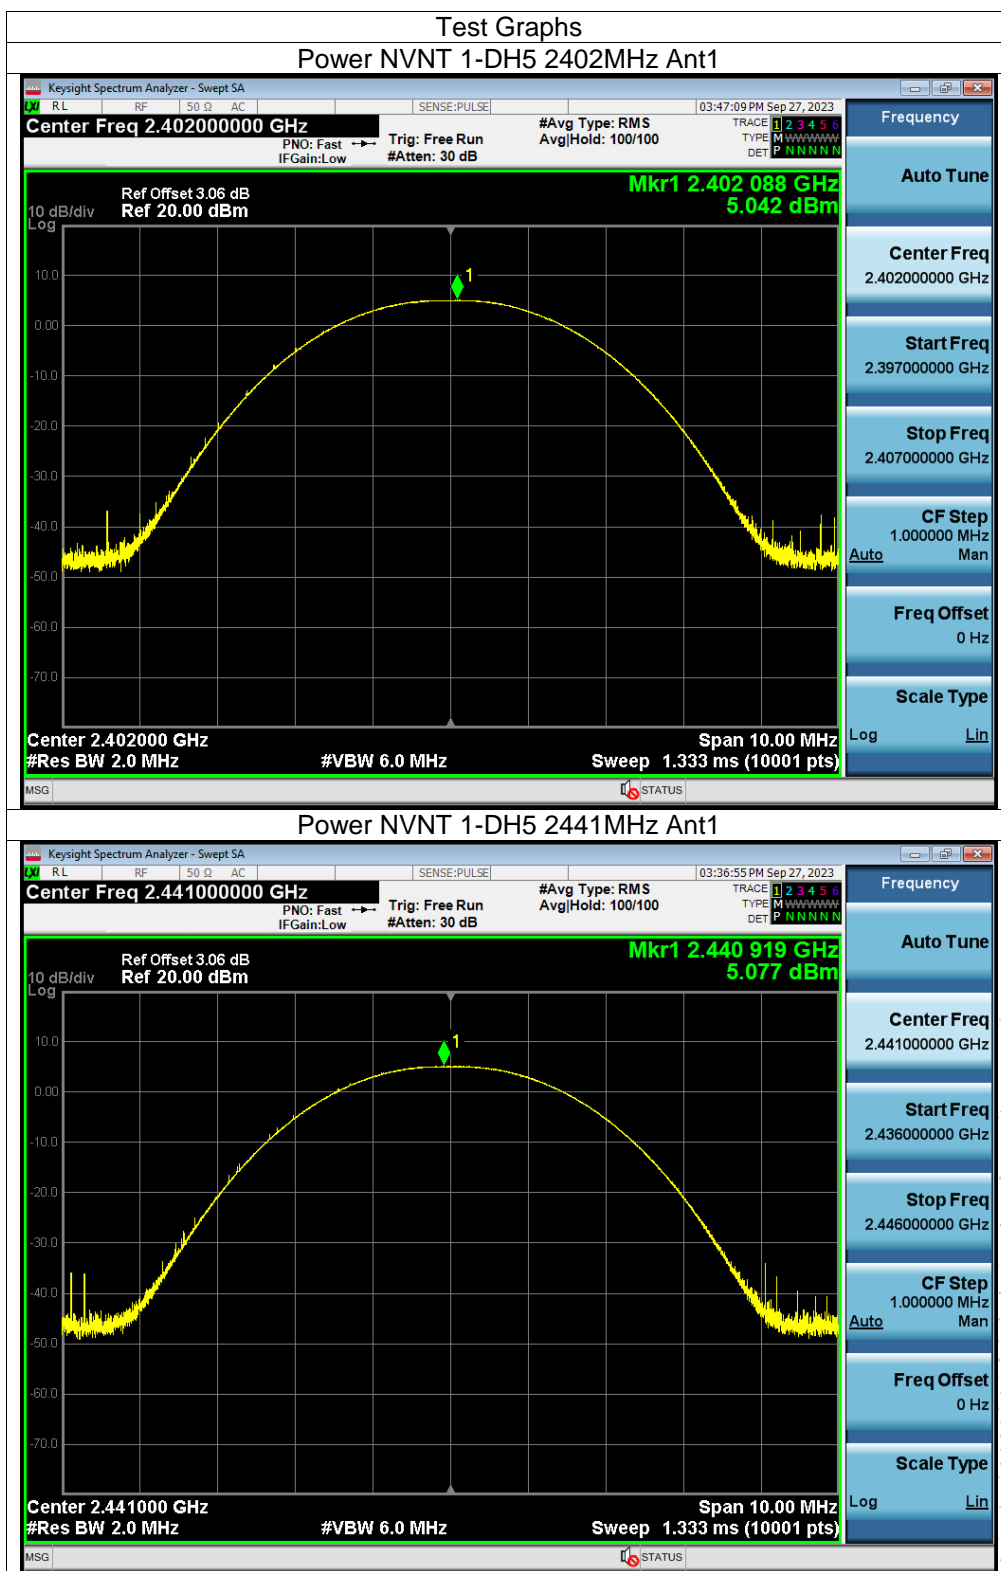 Test Graphs
Power NVNT 1-DH5 2402MHz Ant1
Keysight Spectrum Analyzer - Swept SA
LXI RL RF 50 Ω AC SENSE:PULSE 03:47:09 PM Sep 27, 2023
Center Freq 2.402000000 GHz
PNO: Fast
IFGain:Low
Trig: Free Run
#Atten: 30 dB
#Avg Type: RMS
Avg|Hold: 100/100
TRACE 1 2 3 4 5 6
TYPE M WWWWW
DET P N N N N N
Frequency
Ref Offset 3.06 dB
10 dB/div Ref 20.00 dBm
Log
Mkr1 2.402 088 GHz
5.042 dBm
1
10.0
0.00
-10.0
-20.0
-30.0
-40.0
-50.0
-60.0
-70.0
Center 2.402000 GHz
Span 10.00 MHz
#Res BW 2.0 MHz
#VBW 6.0 MHz
Sweep 1.333 ms (10001 pts)
MSG
STATUS
Auto Tune
Center Freq
2.402000000 GHz
Start Freq
2.397000000 GHz
Stop Freq
2.407000000 GHz
CF Step
1.000000 MHz
Auto Man
Freq Offset
0 Hz
Scale Type
Log Lin
Power NVNT 1-DH5 2441MHz Ant1
Keysight Spectrum Analyzer - Swept SA
LXI RL RF 50 Ω AC SENSE:PULSE 03:36:55 PM Sep 27, 2023
Center Freq 2.441000000 GHz
PNO: Fast
IFGain:Low
Trig: Free Run
#Atten: 30 dB
#Avg Type: RMS
Avg|Hold: 100/100
TRACE 1 2 3 4 5 6
TYPE M WWWWW
DET P N N N N N
Frequency
Ref Offset 3.06 dB
10 dB/div Ref 20.00 dBm
Log
Mkr1 2.440 919 GHz
5.077 dBm
1
10.0
0.00
-10.0
-20.0
-30.0
-40.0
-50.0
-60.0
-70.0
Center 2.441000 GHz
Span 10.00 MHz
#Res BW 2.0 MHz
#VBW 6.0 MHz
Sweep 1.333 ms (10001 pts)
MSG
STATUS
Auto Tune
Center Freq
2.441000000 GHz
Start Freq
2.436000000 GHz
Stop Freq
2.446000000 GHz
CF Step
1.000000 MHz
Auto Man
Freq Offset
0 Hz
Scale Type
Log Lin